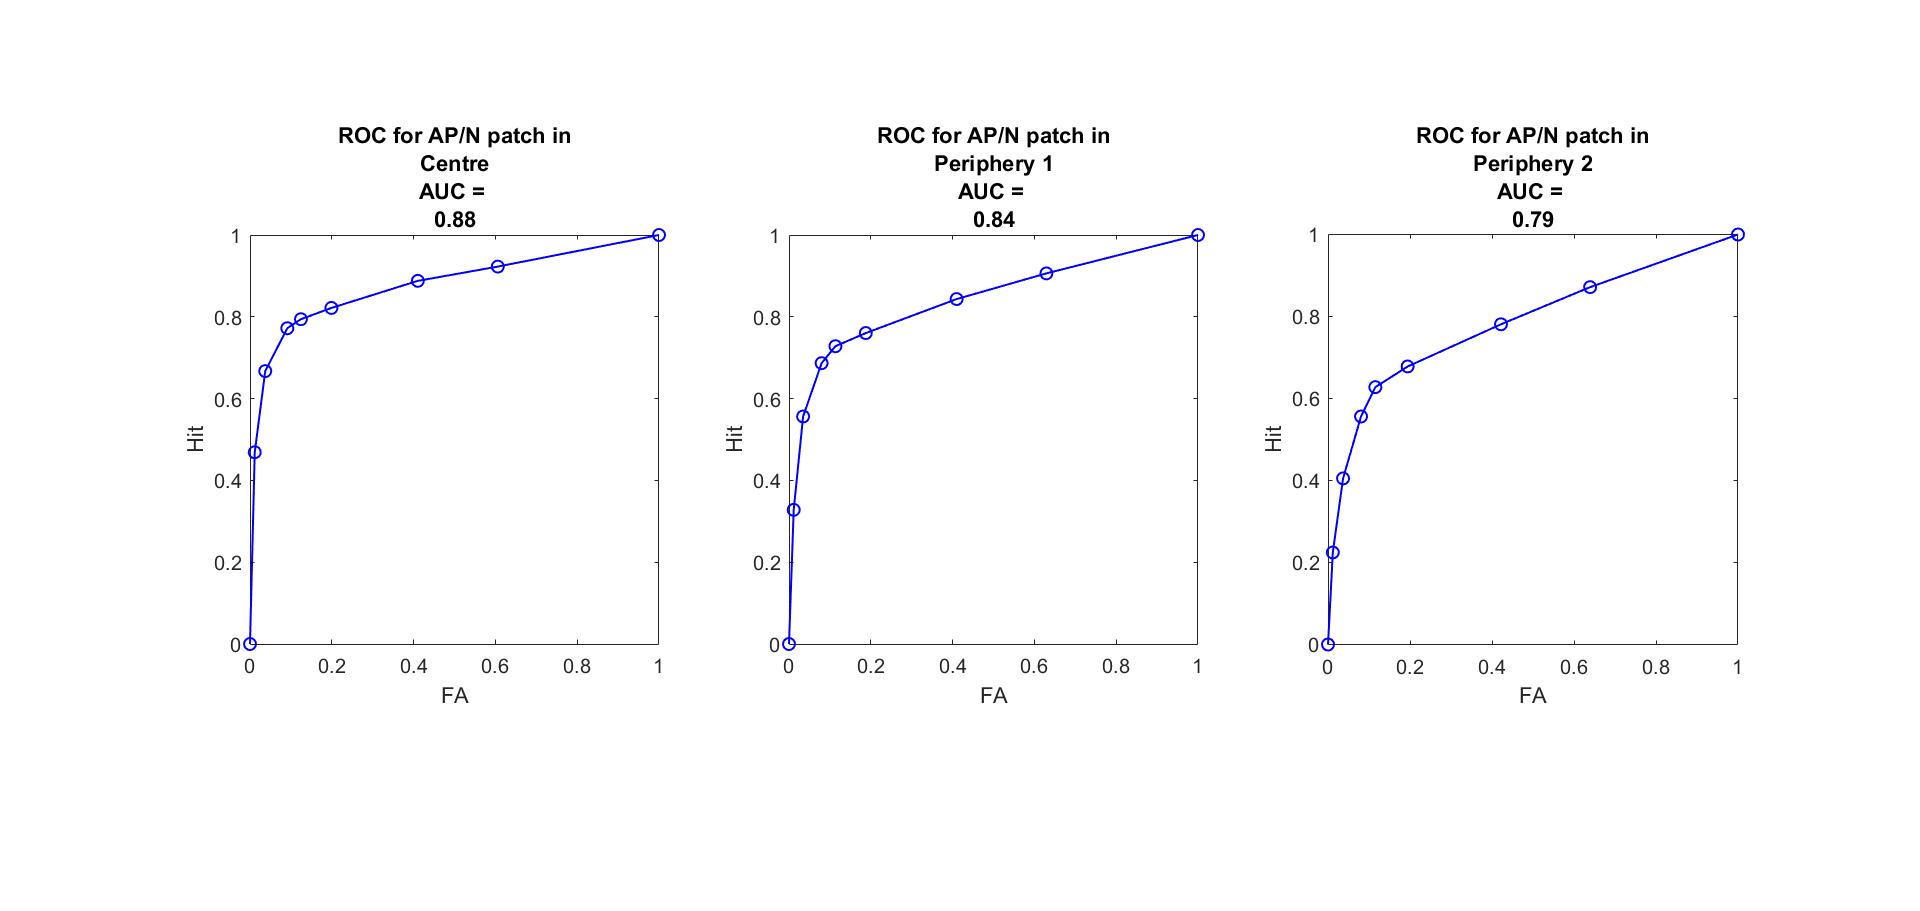 ROC for AP/N patch in
Centre
AUC =
0.88
1
0.8
0.6
0.4
0.2
0
Hit
0 0.2 0.4 0.6 0.8 1
FA
ROC for AP/N patch in
Periphery 1
AUC =
0.84
1
0.8
0.6
0.4
0.2
0
Hit
0 0.2 0.4 0.6 0.8 1
FA
ROC for AP/N patch in
Periphery 2
AUC =
0.79
1
0.8
0.6
0.4
0.2
0
Hit
0 0.2 0.4 0.6 0.8 1
FA